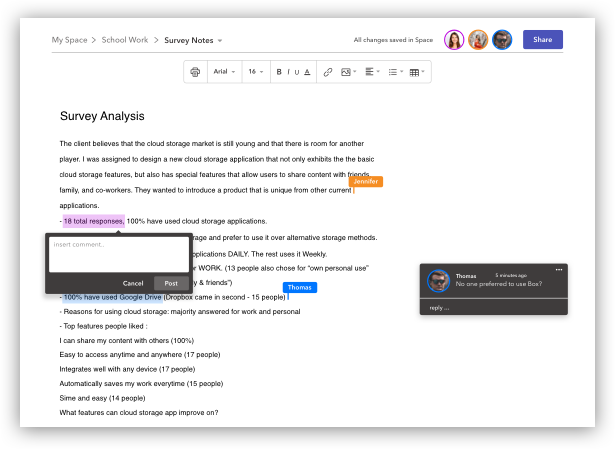 My Space > School Work > Survey Notes
All changes saved in Space
Share
Arial
16
B I U A
Survey Analysis
The client believes that the cloud storage market is still young and that there is room for another
player. I was assigned to design a new cloud storage application that not only exhibits the the basic
cloud storage features, but also has special features that allow users to share content with friends,
family, and co-workers. They wanted to introduce a product that is unique from other current
Jennifer
applications.
- 18 total responses, 100% have used cloud storage applications.
rage and prefer to use it over alternative storage methods.
Insert comment..
pplications DAILY. The rest uses it Weekly.
or WORK. (13 people also chose for "own personal use"
y & friends")
Cancel
Post
Thomas
- 100% have used Google Drive (Dropbox came in second - 15 people)
- Reasons for using cloud storage: majority answered for work and personal
- Top features people liked :
I can share my content with others (100%)
Easy to access anytime and anywhere (17 people)
Integrates well with any device (17 people)
Automatically saves my work everytime (15 people)
Sime and easy (14 people)
What features can cloud storage app improve on?
Thomas
5 minutes ago
No one preferred to use Box?
reply ...